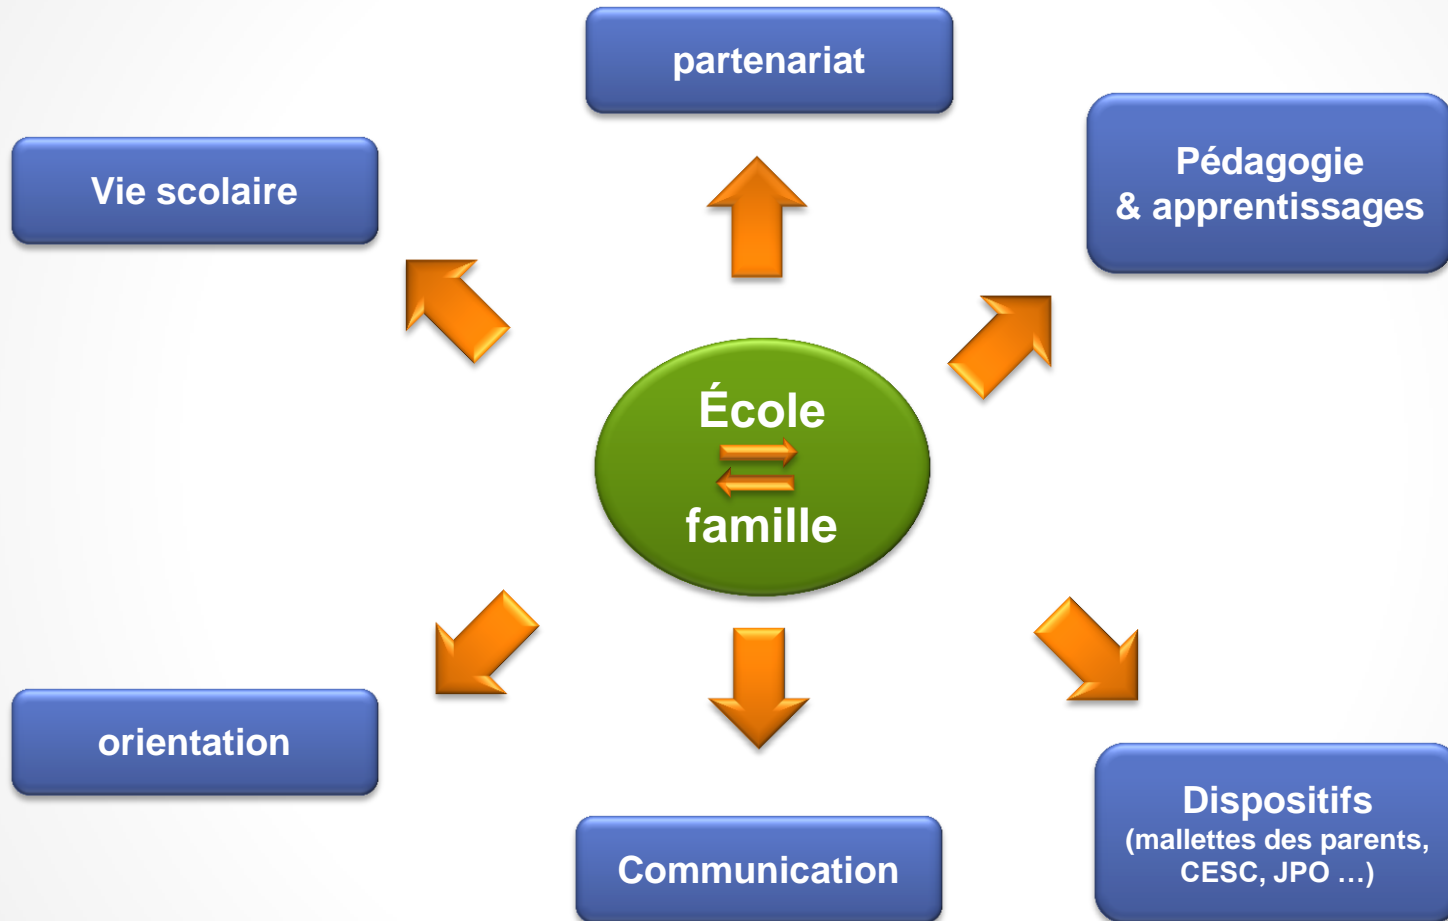 partenariat
Vie scolaire
Pédagogie
& apprentissages
École
famille
orientation
Communication
Dispositifs
(mallettes des parents,
CESC, JPO ...)